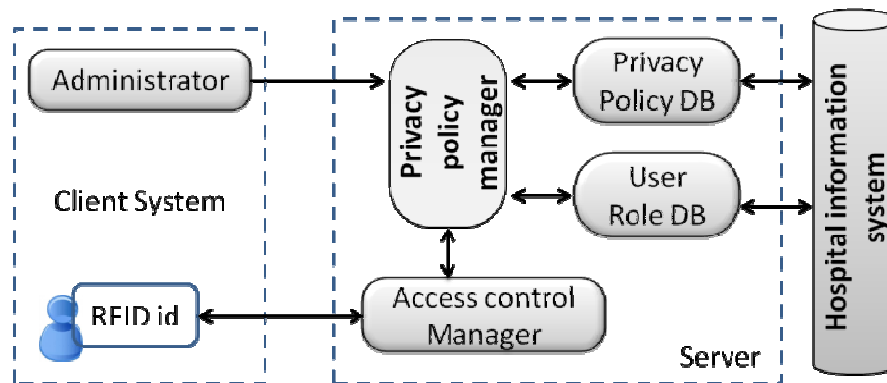 Administrator
Client System
RFID id
Privacy
policy
manager
Privacy
Policy DB
User
Role DB
Access control
Manager
Server
Hospital information
system